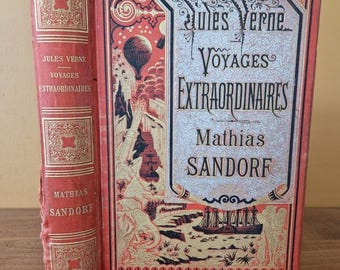 JULES VERNE
VOYAGES
EXTRAORDINAIRES
MATHIAS
SANDORF
Jules Verne
Voyages
Extraordinaires
Mathias
Sandorf